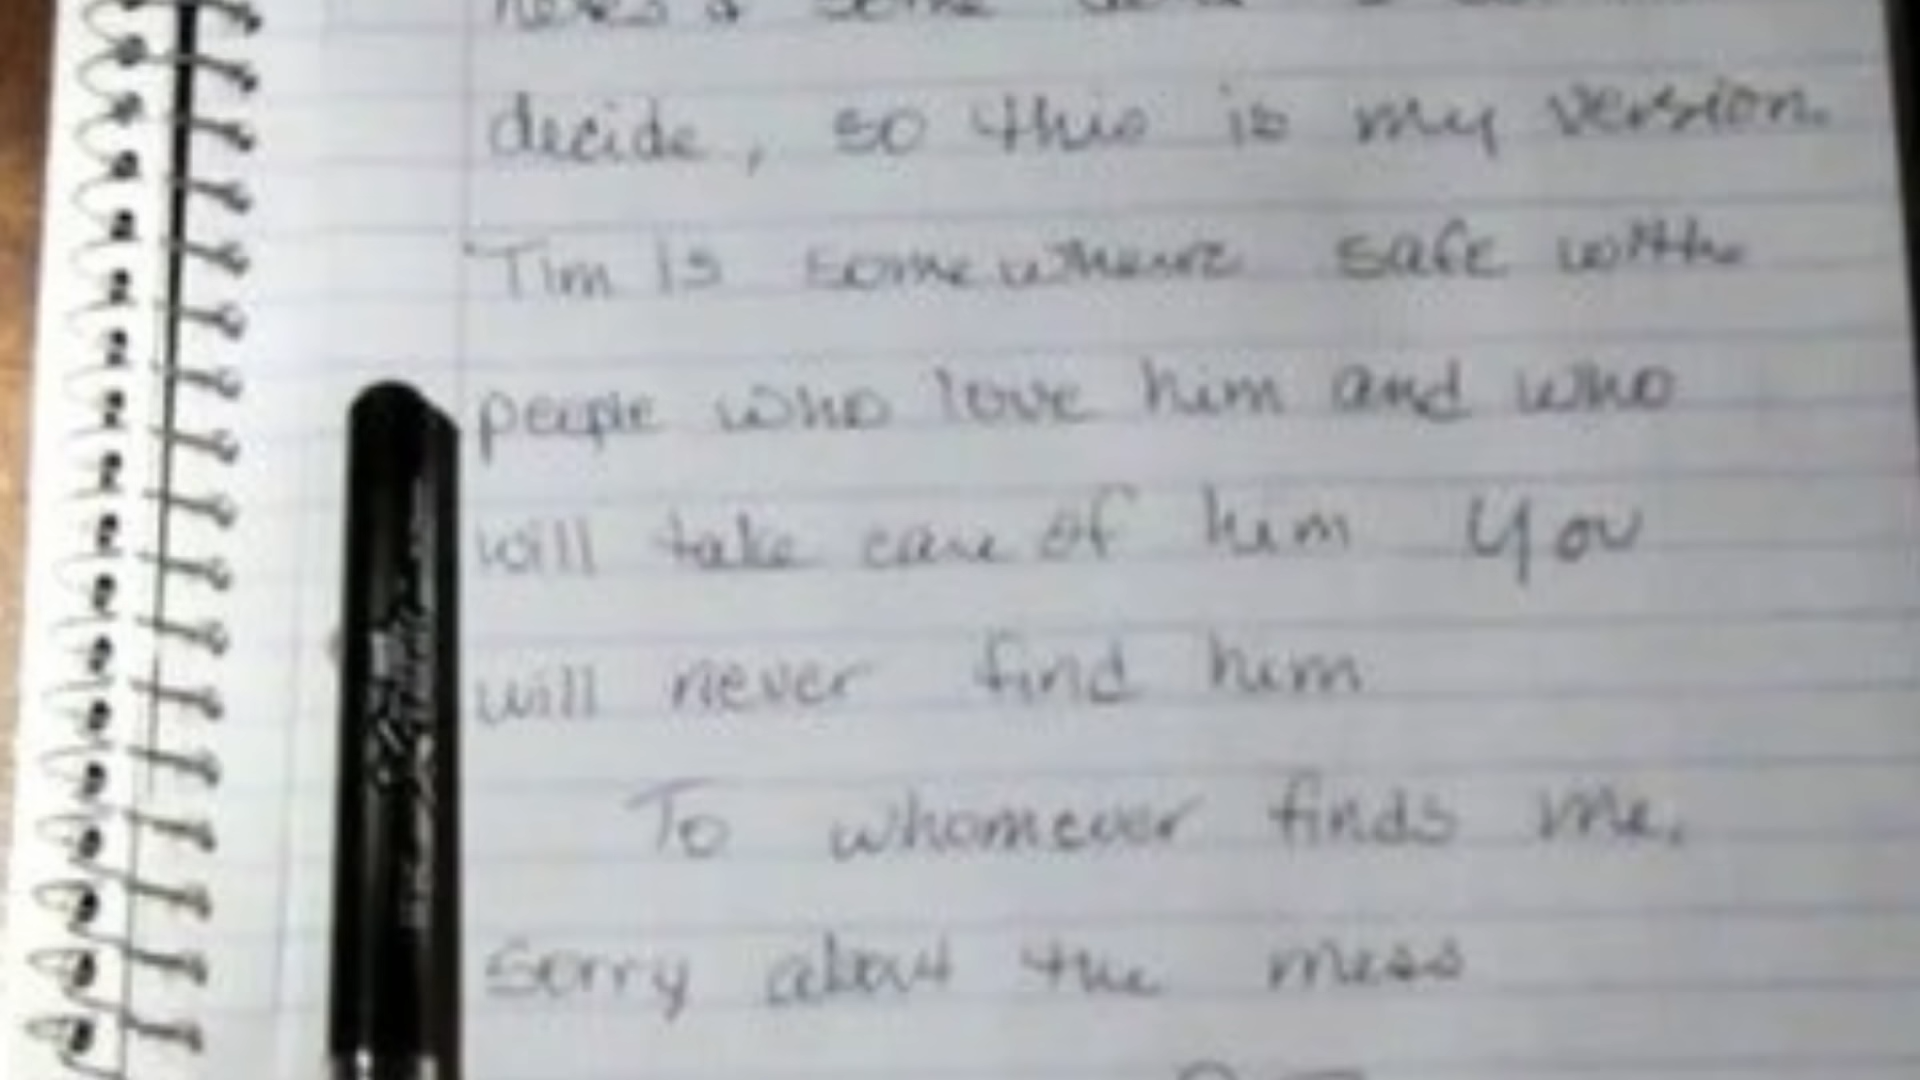 decide, so this is my version.
Tim is somewhere safe with
people who love him and who
will take care of him You
will never find him
To whomever finds me,
Sorry about the mess